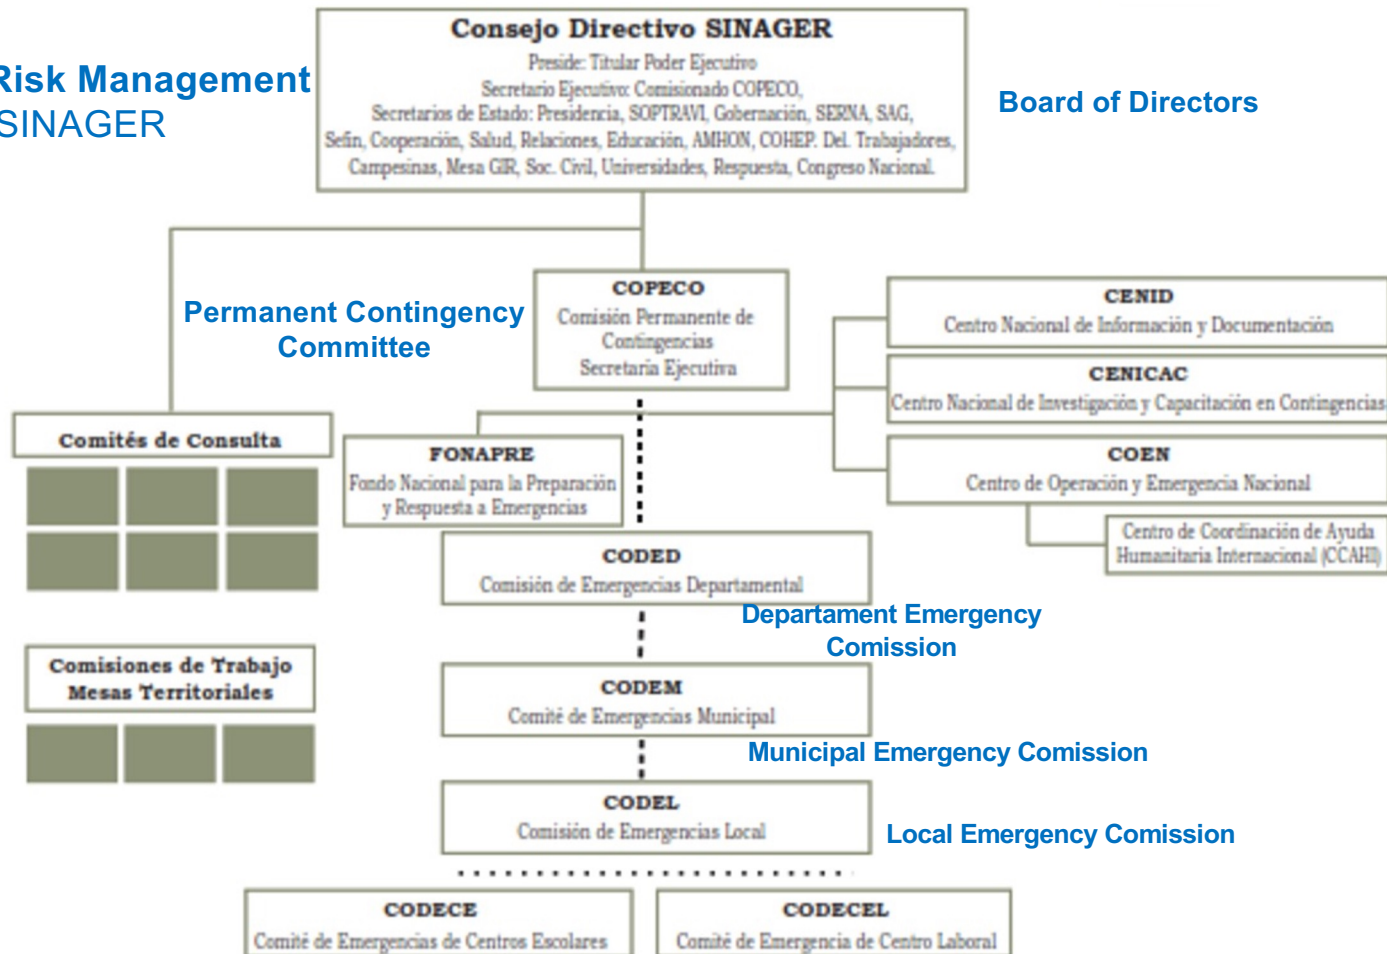 Consejo Directivo SINAGER
Preside: Titular Poder Ejecutivo
Secretario Ejecutivo: Comisionado COPECO,
Secretarios de Estado: Presidencia, SOPTRAVI, Gobernación, SERNA, SAG,
Sefin, Cooperación, Salud, Relaciones, Educación, AMHON, COHEP. Del. Trabajadores,
Campesinas, Mesa GIR, Soc. Civil, Universidades, Respuesta, Congreso Nacional.
Risk Management
SINAGER
Board of Directors
Permanent Contingency
Committee
COPECO
Comisión Permanente de
Contingencias
Secretaria Ejecutiva
CENID
Centro Nacional de Información y Documentación
CENICAC
Centro Nacional de Investigación y Capacitación en Contingencias
COEN
Centro de Operación y Emergencia Nacional
Centro de Coordinación de Ayuda
Humanitaria Internacional (CCAHI)
Comités de Consulta
FONAPRE
Fondo Nacional para la Preparación
y Respuesta a Emergencias
CODED
Comisión de Emergencias Departamental
Departament Emergency
Comission
Comisiones de Trabajo
Mesas Territoriales
CODEM
Comité de Emergencias Municipal
Municipal Emergency Comission
CODEL
Comisión de Emergencias Local
Local Emergency Comission
CODECE
Comité de Emergencias de Centros Escolares
CODECEL
Comité de Emergencia de Centro Laboral